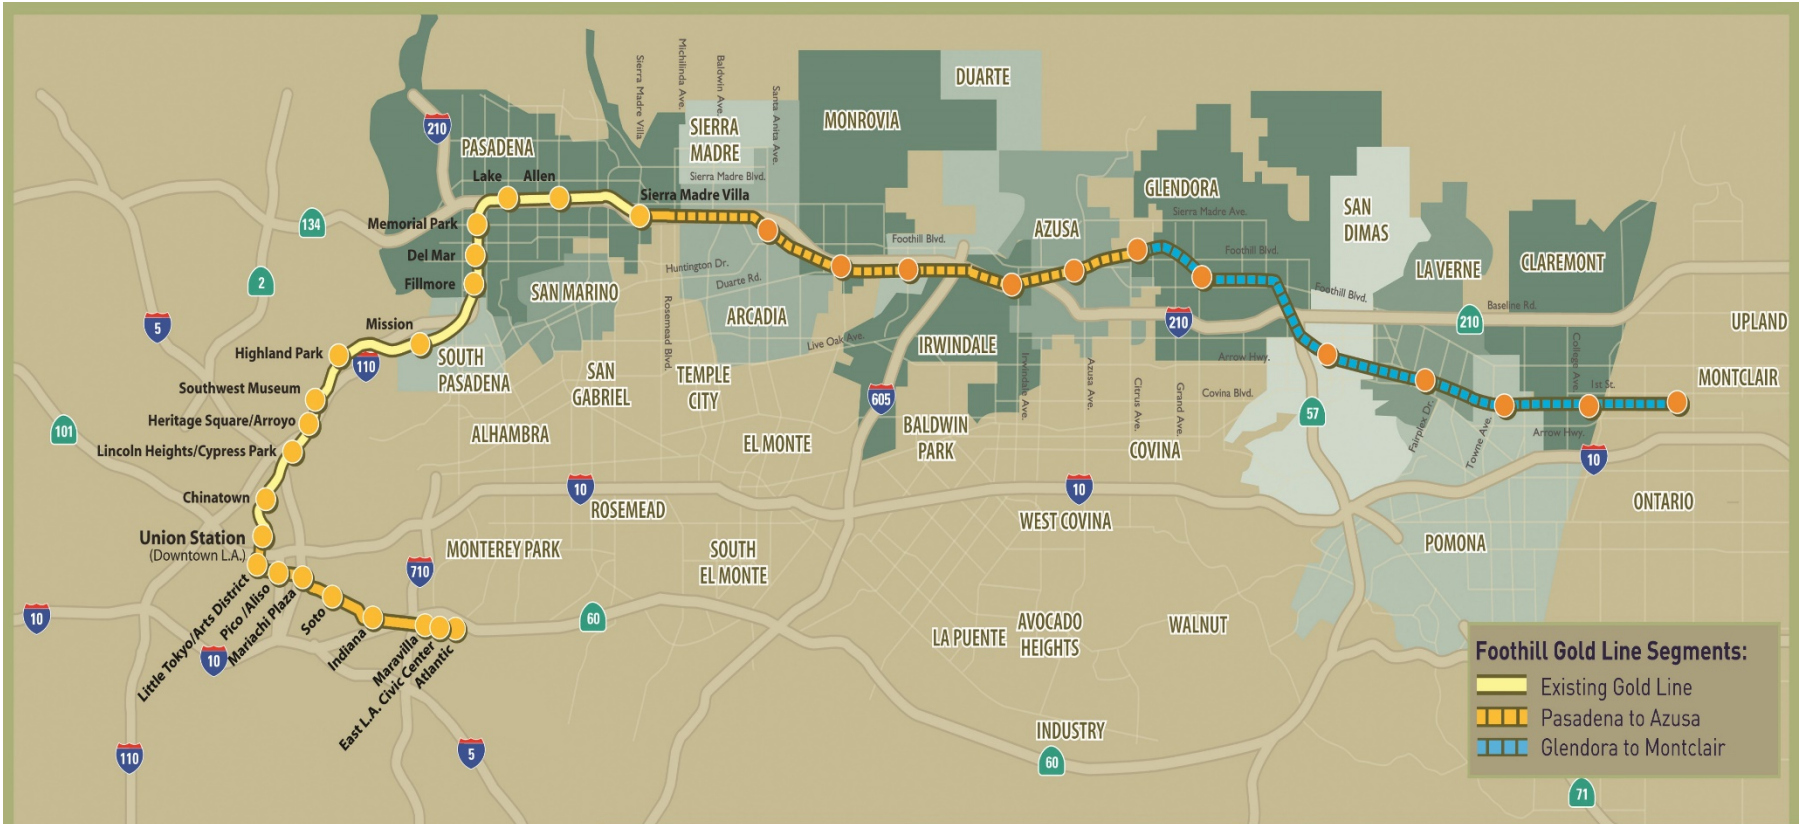 DUARTE
MONROVIA
SIERRA
MADRE
PASADENA
210
Lake
Allen
Sierra Madre Villa
Michilinda Ave.
Baldwin Ave.
Santa Anita Ave.
Sierra Madre Blvd.
Sierra Madre Villa
GLENDORA
Sierra Madre Ave.
SAN
DIMAS
134
Memorial Park
Del Mar
Fillmore
AZUSA
Foothill Blvd.
Foothill Blvd.
Foothill Blvd.
LA VERNE
CLAREMONT
2
SAN MARINO
Huntington Dr.
Duarte Rd.
Rosemead Blvd.
ARCADIA
Live Oak Ave.
IRWINDALE
210
210
Baseline Rd.
UPLAND
5
Mission
Highland Park
110
SOUTH
PASADENA
Southwest Museum
Heritage Square/Arroyo
Lincoln Heights/Cypress Park
101
SAN
GABRIEL
TEMPLE
CITY
605
Irwindale Ave.
Azusa Ave.
Citrus Ave.
Grand Ave.
Arrow Hwy.
Covina Blvd.
57
College Ave.
1st St.
MONTCLAIR
Fairplex Dr.
Towne Ave.
Arrow Hwy.
ALHAMBRA
EL MONTE
BALDWIN
PARK
COVINA
10
Chinatown
10
ROSEMEAD
10
WEST COVINA
ONTARIO
Union Station
(Downtown L.A.)
MONTEREY PARK
SOUTH
EL MONTE
POMONA
710
Little Tokyo/Arts District
Pico /Aliso
Mariachi Plaza
Soto
Indiana
Maravilla
East L.A. Civic Center
Atlantic
10
10
60
LA PUENTE
AVOCADO
HEIGHTS
WALNUT
INDUSTRY
110
5
60
71
Foothill Gold Line Segments:
Existing Gold Line
Pasadena to Azusa
Glendora to Montclair